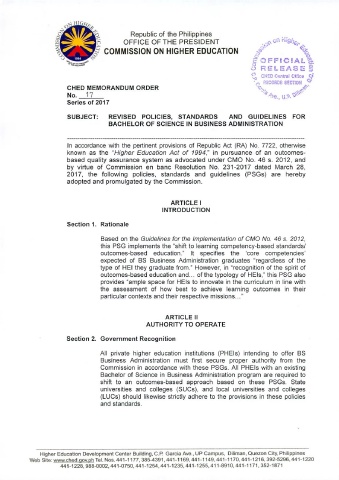 Republic of the Philippines
OFFICE OF THE PRESIDENT
COMMISSION ON HIGHER EDUCATION
OFFICIAL
RELEASE
CHED Central Office
RECORDS SECTION
CHED MEMORANDUM ORDER
No. 17
Series of 2017
SUBJECT: REVISED POLICIES, STANDARDS AND GUIDELINES FOR
BACHELOR OF SCIENCE IN BUSINESS ADMINISTRATION
In accordance with the pertinent provisions of Republic Act (RA) No. 7722, otherwise
known as the "Higher Education Act of 1994," in pursuance of an outcomes-
based quality assurance system as advocated under CMO No. 46 s. 2012, and
by virtue of Commission en banc Resolution No. 231-2017 dated March 28,
2017, the following policies, standards and guidelines (PSGs) are hereby
adopted and promulgated by the Commission.
ARTICLE I
INTRODUCTION
Section 1. Rationale
Based on the Guidelines for the Implementation of CMO No. 46 s. 2012,
this PSG implements the "shift to learning competency-based standards/
outcomes-based education." It specifies the 'core competencies'
expected of BS Business Administration graduates "regardless of the
type of HEI they graduate from." However, in "recognition of the spirit of
outcomes-based education and... of the typology of HEIs," this PSG also
provides "ample space for HEIs to innovate in the curriculum in line with
the assessment of how best to achieve learning outcomes in their
particular contexts and their respective missions..."
ARTICLE II
AUTHORITY TO OPERATE
Section 2. Government Recognition
All private higher education institutions (PHEIs) intending to offer BS
Business Administration must first secure proper authority from the
Commission in accordance with these PSGs. All PHEIs with an existing
Bachelor of Science in Business Administration program are required to
shift to an outcomes-based approach based on these PSGs. State
universities and colleges (SUCs), and local universities and colleges
(LUCs) should likewise strictly adhere to the provisions in these policies
and standards.
Higher Education Development Center Building, C.P. Garcia Ave., UP Campus, Diliman, Quezon City, Philippines
Web Site: www.ched.gov.ph Tel. Nos. 441-1177, 385-4391, 441-1169, 441-1149, 441-1170, 441-1216, 392-5296, 441-1220
441-1228, 988-0002, 441-0750, 441-1254, 441-1235, 441-1255, 411-8910, 441-1171, 352-1871